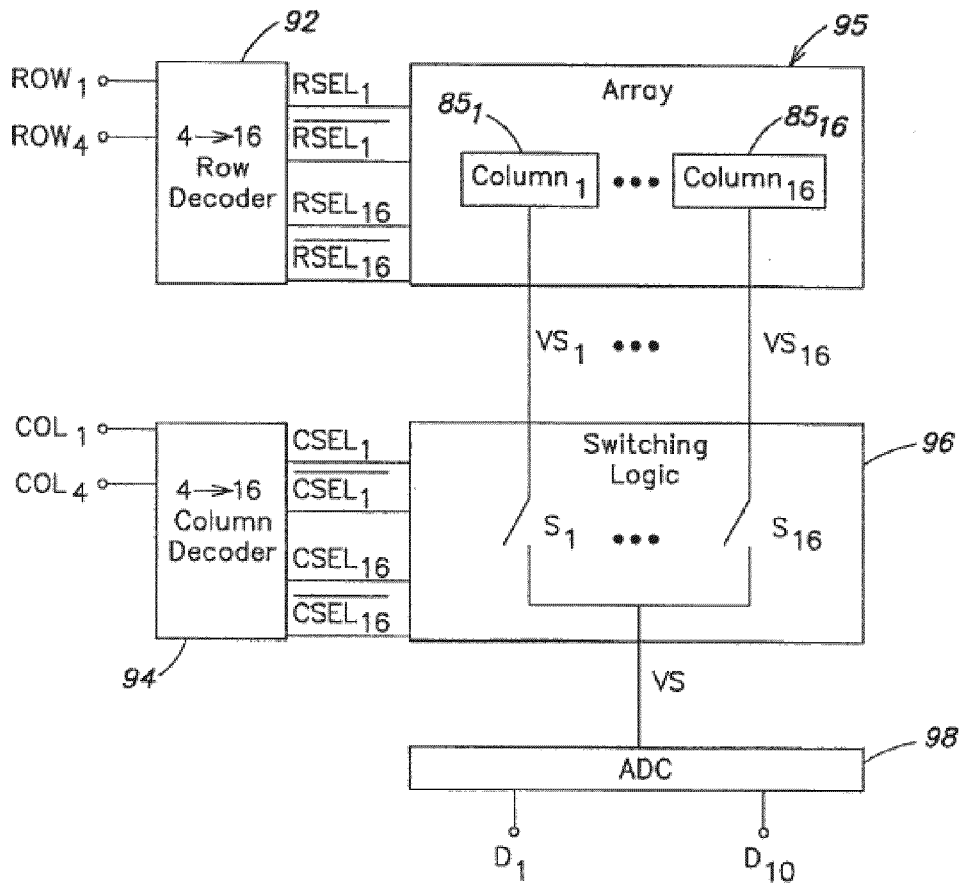 92
95
ROW1
RSEL1
Array
ROW4
4→16
Row
Decoder
RSEL1
851
8516
Column1
•••
Column16
RSEL16
RSEL16
VS1
•••
VS16
COL1
CSEL1
Switching
Logic
96
COL4
4→16
Column
Decoder
CSEL1
S1
•••
S16
CSEL16
CSEL16
94
VS
98
ADC
D1
D10